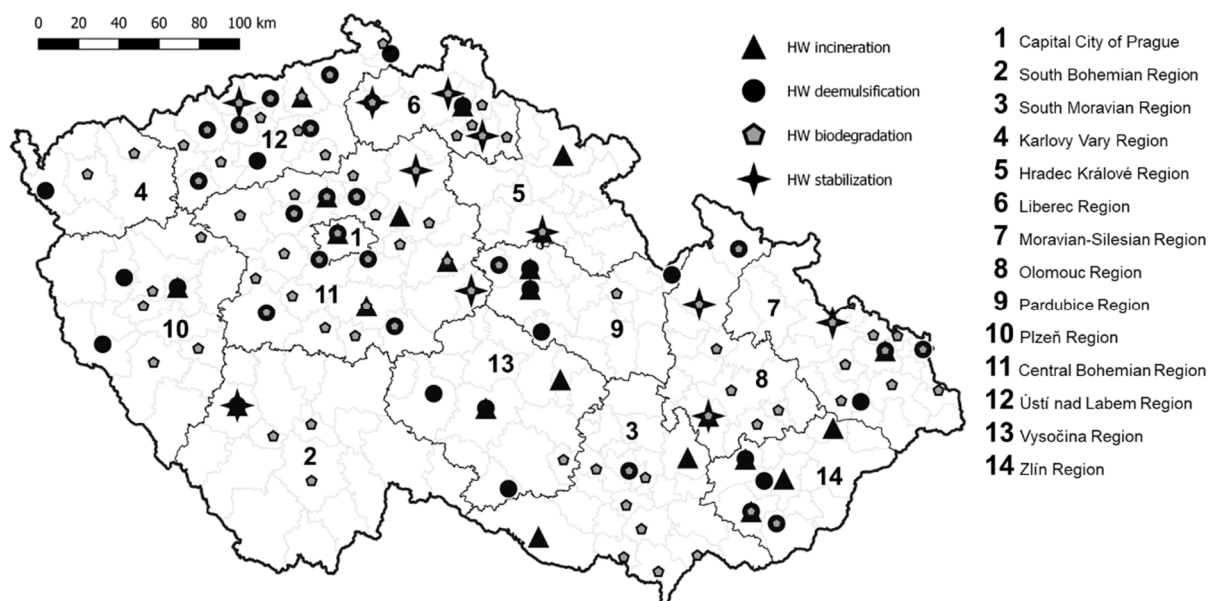 0 20 40 60 80 100 km
HW incineration
HW deemulsification
HW biodegradation
HW stabilization
1 Capital City of Prague
2 South Bohemian Region
3 South Moravian Region
4 Karlovy Vary Region
5 Hradec Králové Region
6 Liberec Region
7 Moravian-Silesian Region
8 Olomouc Region
9 Pardubice Region
10 Plzeň Region
11 Central Bohemian Region
12 Ústí nad Labem Region
13 Vysočina Region
14 Zlín Region
6
12
4
5
1
11
7
9
10
13
8
3
2
14